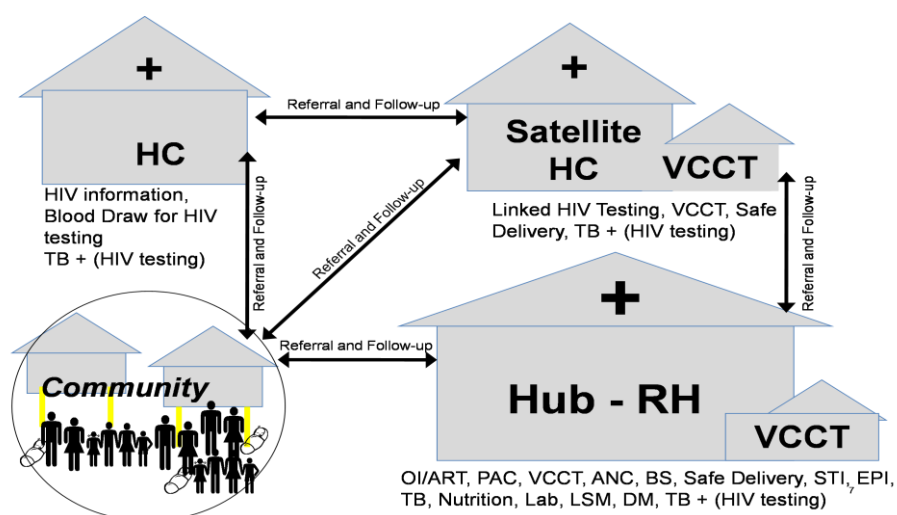 +
HC
HIV information,
Blood Draw for HIV
testing
TB + (HIV testing)
Referral and Follow-up
+
Satellite
HC
VCCT
Linked HIV Testing, VCCT, Safe
Delivery, TB + (HIV testing)
Referral and Follow-up
Referral and Follow-up
Referral and Follow-up
Community
Referral and Follow-up
+
Hub - RH
VCCT
OI/ART, PAC, VCCT, ANC, BS, Safe Delivery, STI, EPI,
7
TB, Nutrition, Lab, LSM, DM, TB + (HIV testing)